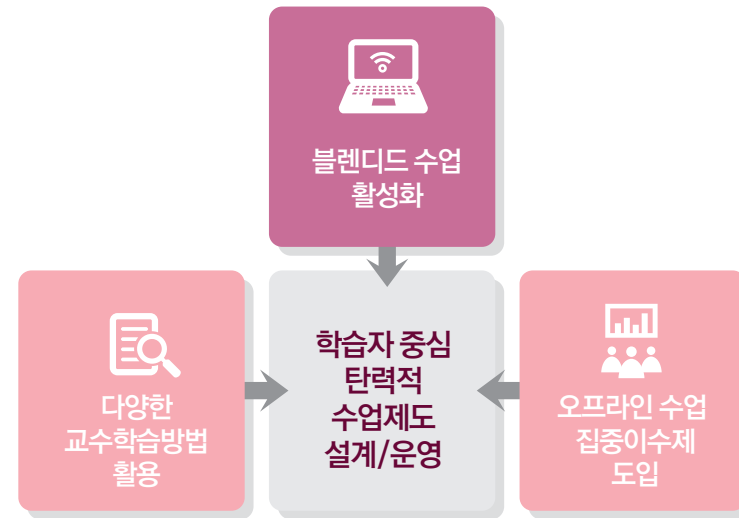 블렌디드 수업
활성화
다양한
교수학습방법
활용
학습자 중심
탄력적
수업제도
설계/운영
오프라인 수업
집중이수제
도입